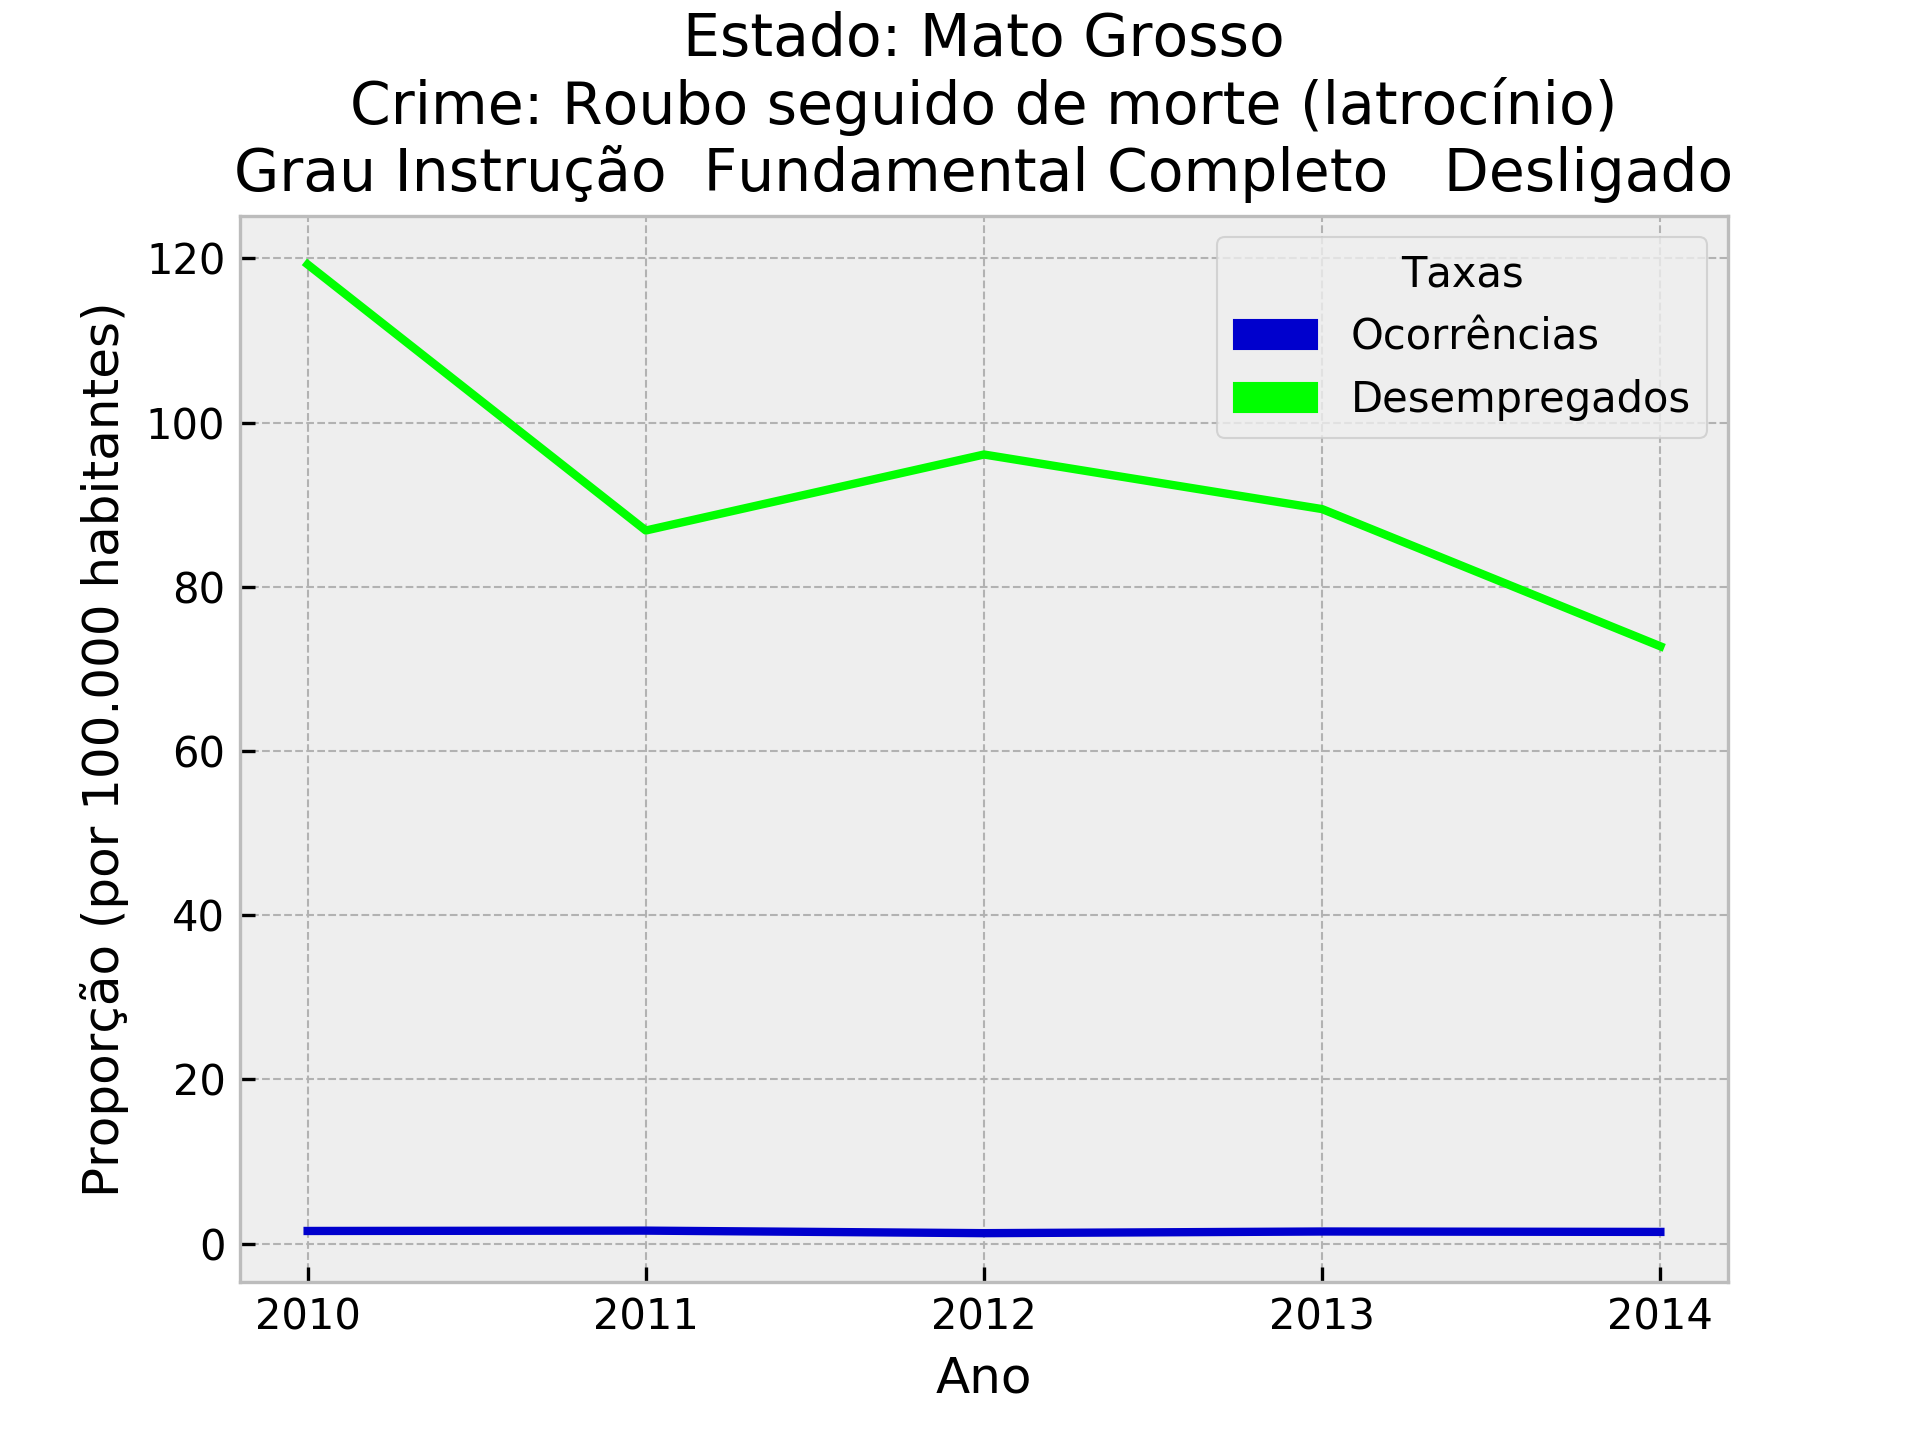 Estado: Mato Grosso
Crime: Roubo seguido de morte (latrocínio)
Grau Instrução  Fundamental Completo   Desligado
Taxas
Ocorrências
Desempregados
Proporção (por 100.000 habitantes)
120
100
80
60
40
20
0
2010 2011 2012 2013 2014
Ano